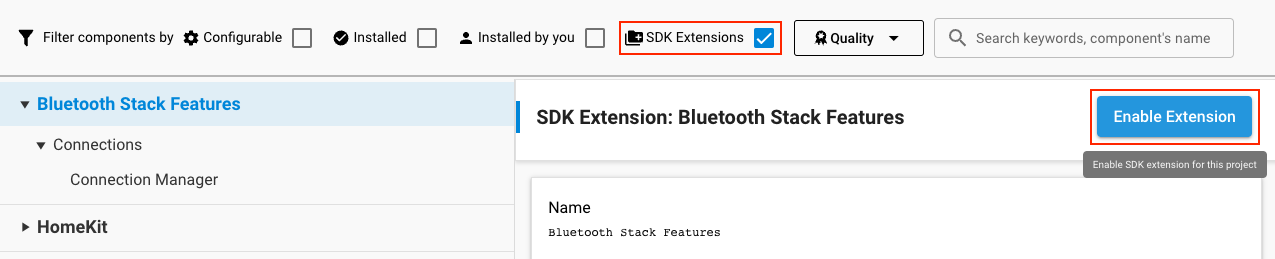 Filter components by Configurable Installed Installed by you SDK Extensions Quality Search keywords, component's name
Bluetooth Stack Features
Connections
Connection Manager
HomeKit
SDK Extension: Bluetooth Stack Features
Enable Extension
Enable SDK extension for this project
Name
Bluetooth Stack Features